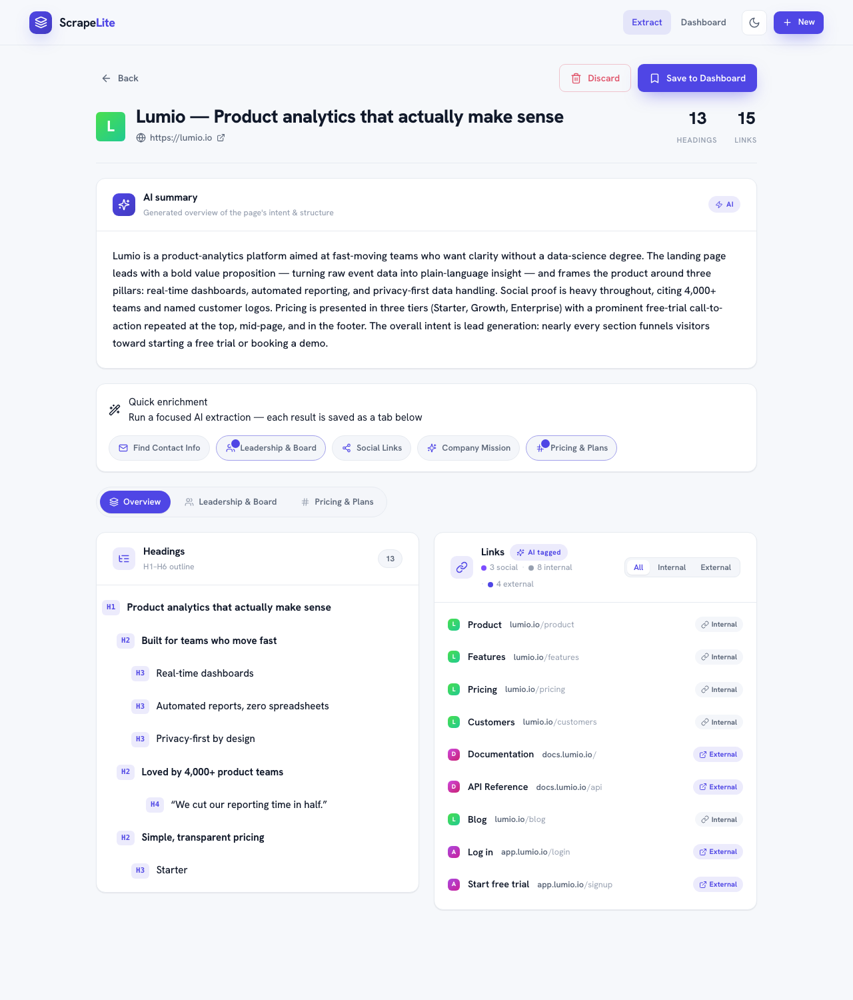 ScrapeLite
Extract
Dashboard
New
Back
Discard
Save to Dashboard
L
Lumio — Product analytics that actually make sense
https://lumio.io
13
HEADINGS
15
LINKS
AI summary
Generated overview of the page's intent & structure
AI
Lumio is a product-analytics platform aimed at fast-moving teams who want clarity without a data-science degree. The landing page
leads with a bold value proposition — turning raw event data into plain-language insight — and frames the product around three
pillars: real-time dashboards, automated reporting, and privacy-first data handling. Social proof is heavy throughout, citing 4,000+
teams and named customer logos. Pricing is presented in three tiers (Starter, Growth, Enterprise) with a prominent free-trial call-to-
action repeated at the top, mid-page, and in the footer. The overall intent is lead generation: nearly every section funnels visitors
toward starting a free trial or booking a demo.
Quick enrichment
Run a focused AI extraction — each result is saved as a tab below
Find Contact Info
Leadership & Board
Social Links
Company Mission
Pricing & Plans
Overview
Leadership & Board
Pricing & Plans
Headings
H1–H6 outline
13
H1 Product analytics that actually make sense
H2 Built for teams who move fast
H3 Real-time dashboards
H3 Automated reports, zero spreadsheets
H3 Privacy-first by design
H2 Loved by 4,000+ product teams
H4 “We cut our reporting time in half.”
H2 Simple, transparent pricing
H3 Starter
Links
AI tagged
3 social · 8 internal
· 4 external
All
Internal
External
L Product lumio.io/product Internal
L Features lumio.io/features Internal
L Pricing lumio.io/pricing Internal
L Customers lumio.io/customers Internal
D Documentation docs.lumio.io/ External
D API Reference docs.lumio.io/api External
L Blog lumio.io/blog Internal
A Log in app.lumio.io/login External
A Start free trial app.lumio.io/signup External